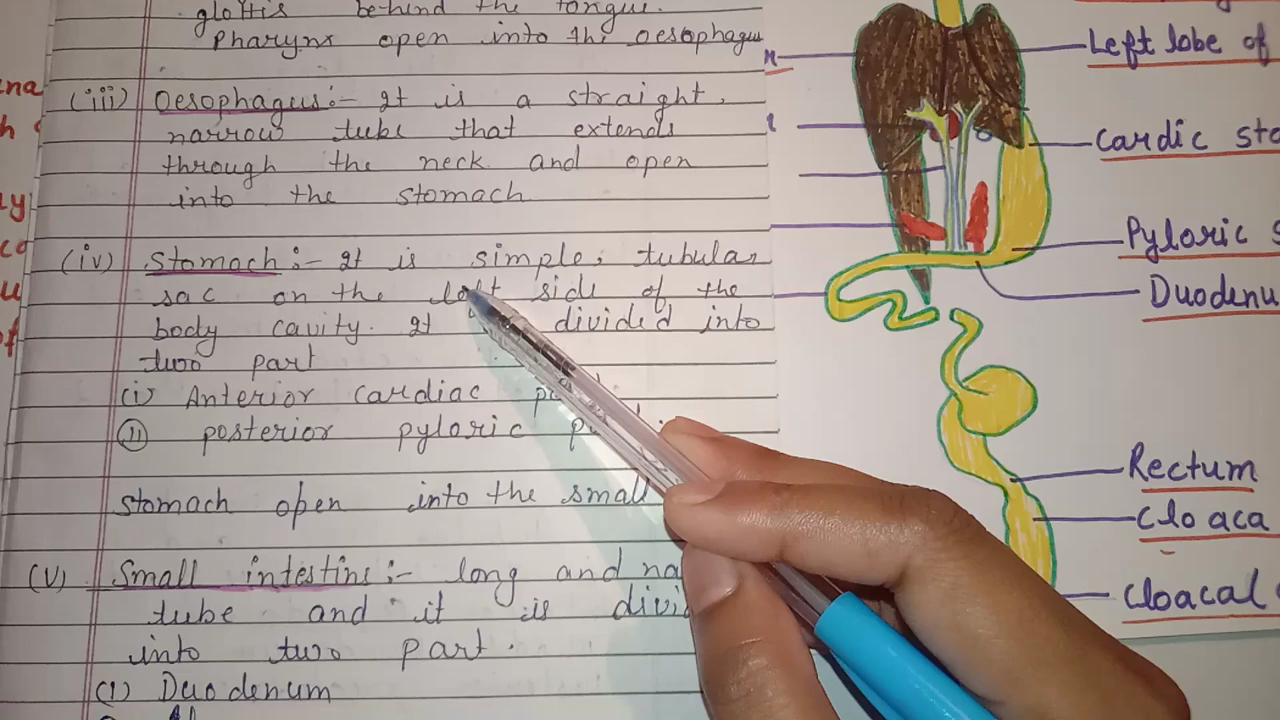 glottis behind the tongue.
Pharynx open into the oesophagus
(iii) Oesophagus:- It is a straight,
narrow tube that extends
through the neck and open
into the stomach
(iv) Stomach:- It is simple, tubular
sac on the left side of the
body cavity. It divided into
two part
(i) Anterior cardiac
(ii) posterior pyloric
stomach open into the small
(v) Small intestine:- long and
tube and it is
into two part.
(i) Duodenum
Left lobe of
Cardic
Pyloric
Rectum
Cloaca
Cloacal